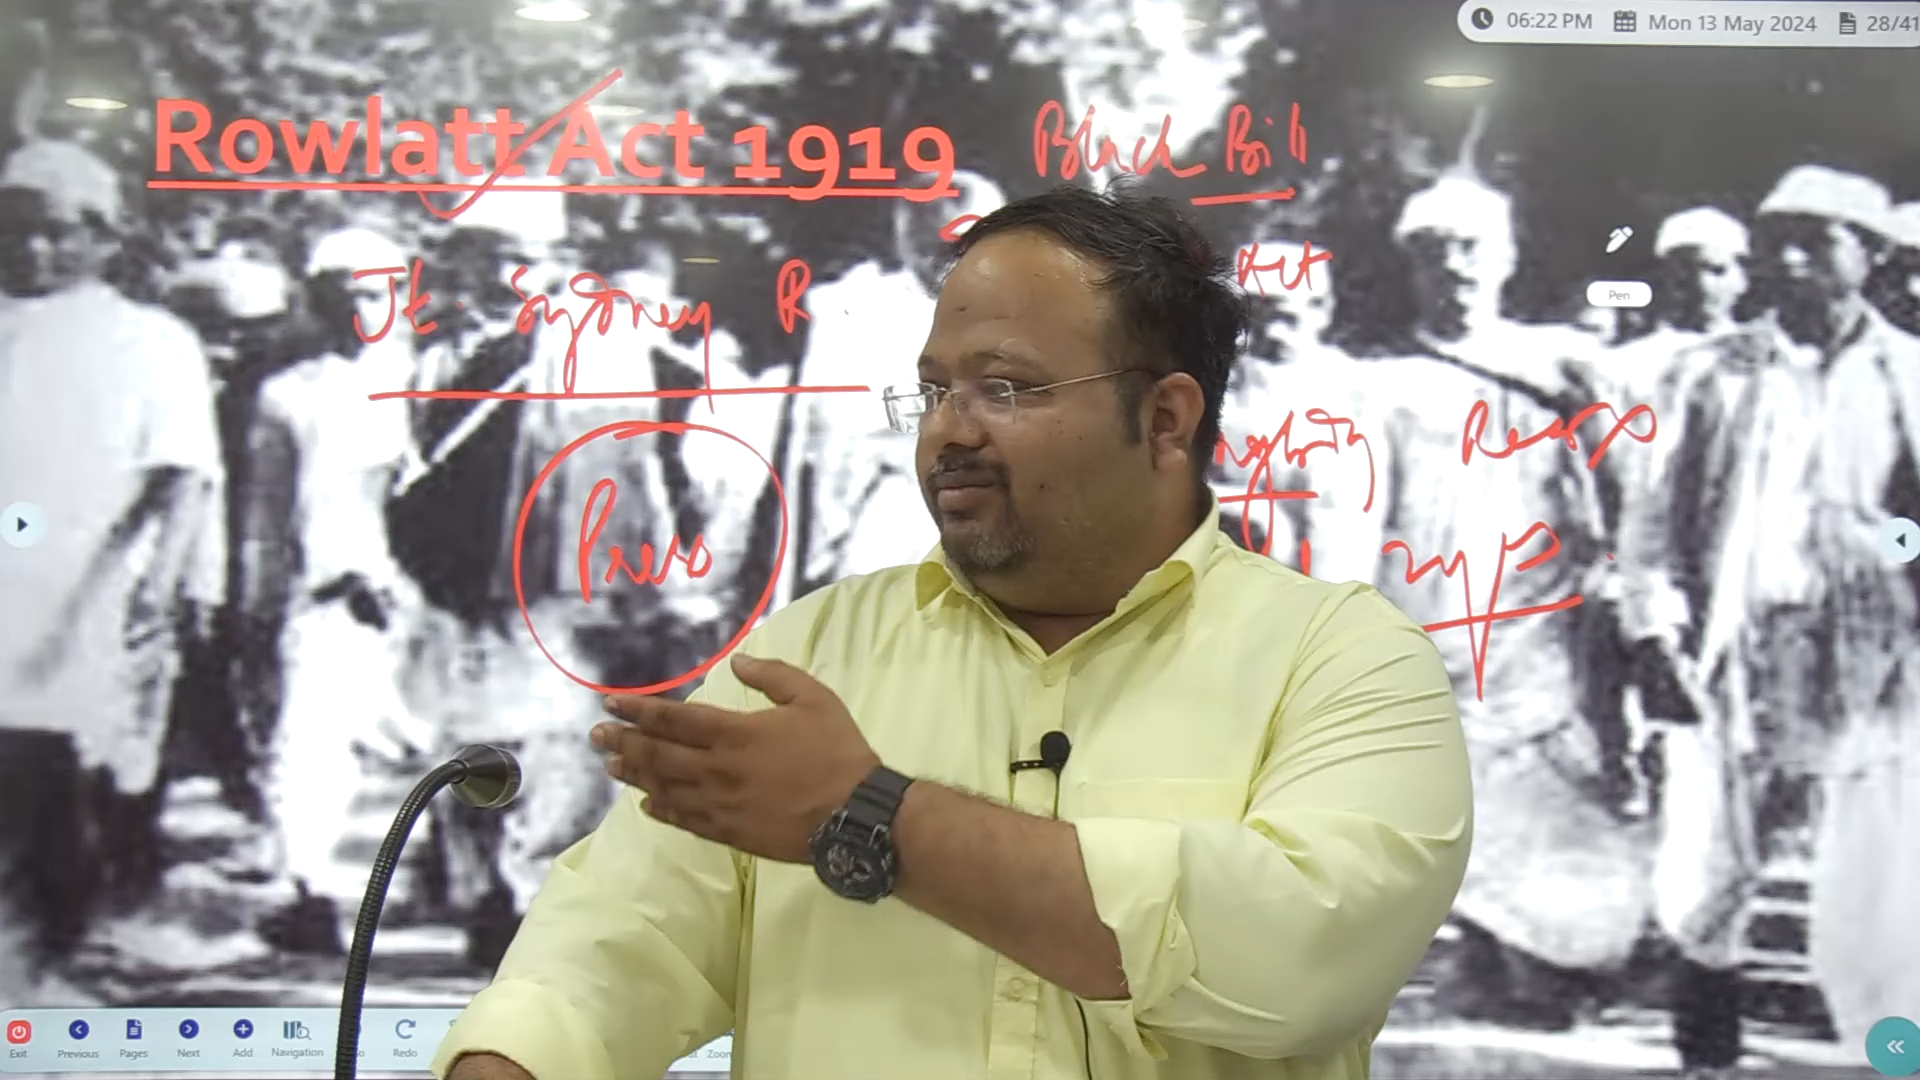 06:22 PM Mon 13 May 2024 28/41
Rowlatt Act 1919
Black Bill
Jt. Sydney R
Act
Pen
Press
Exit Previous Pages Next Add Navigation Redo